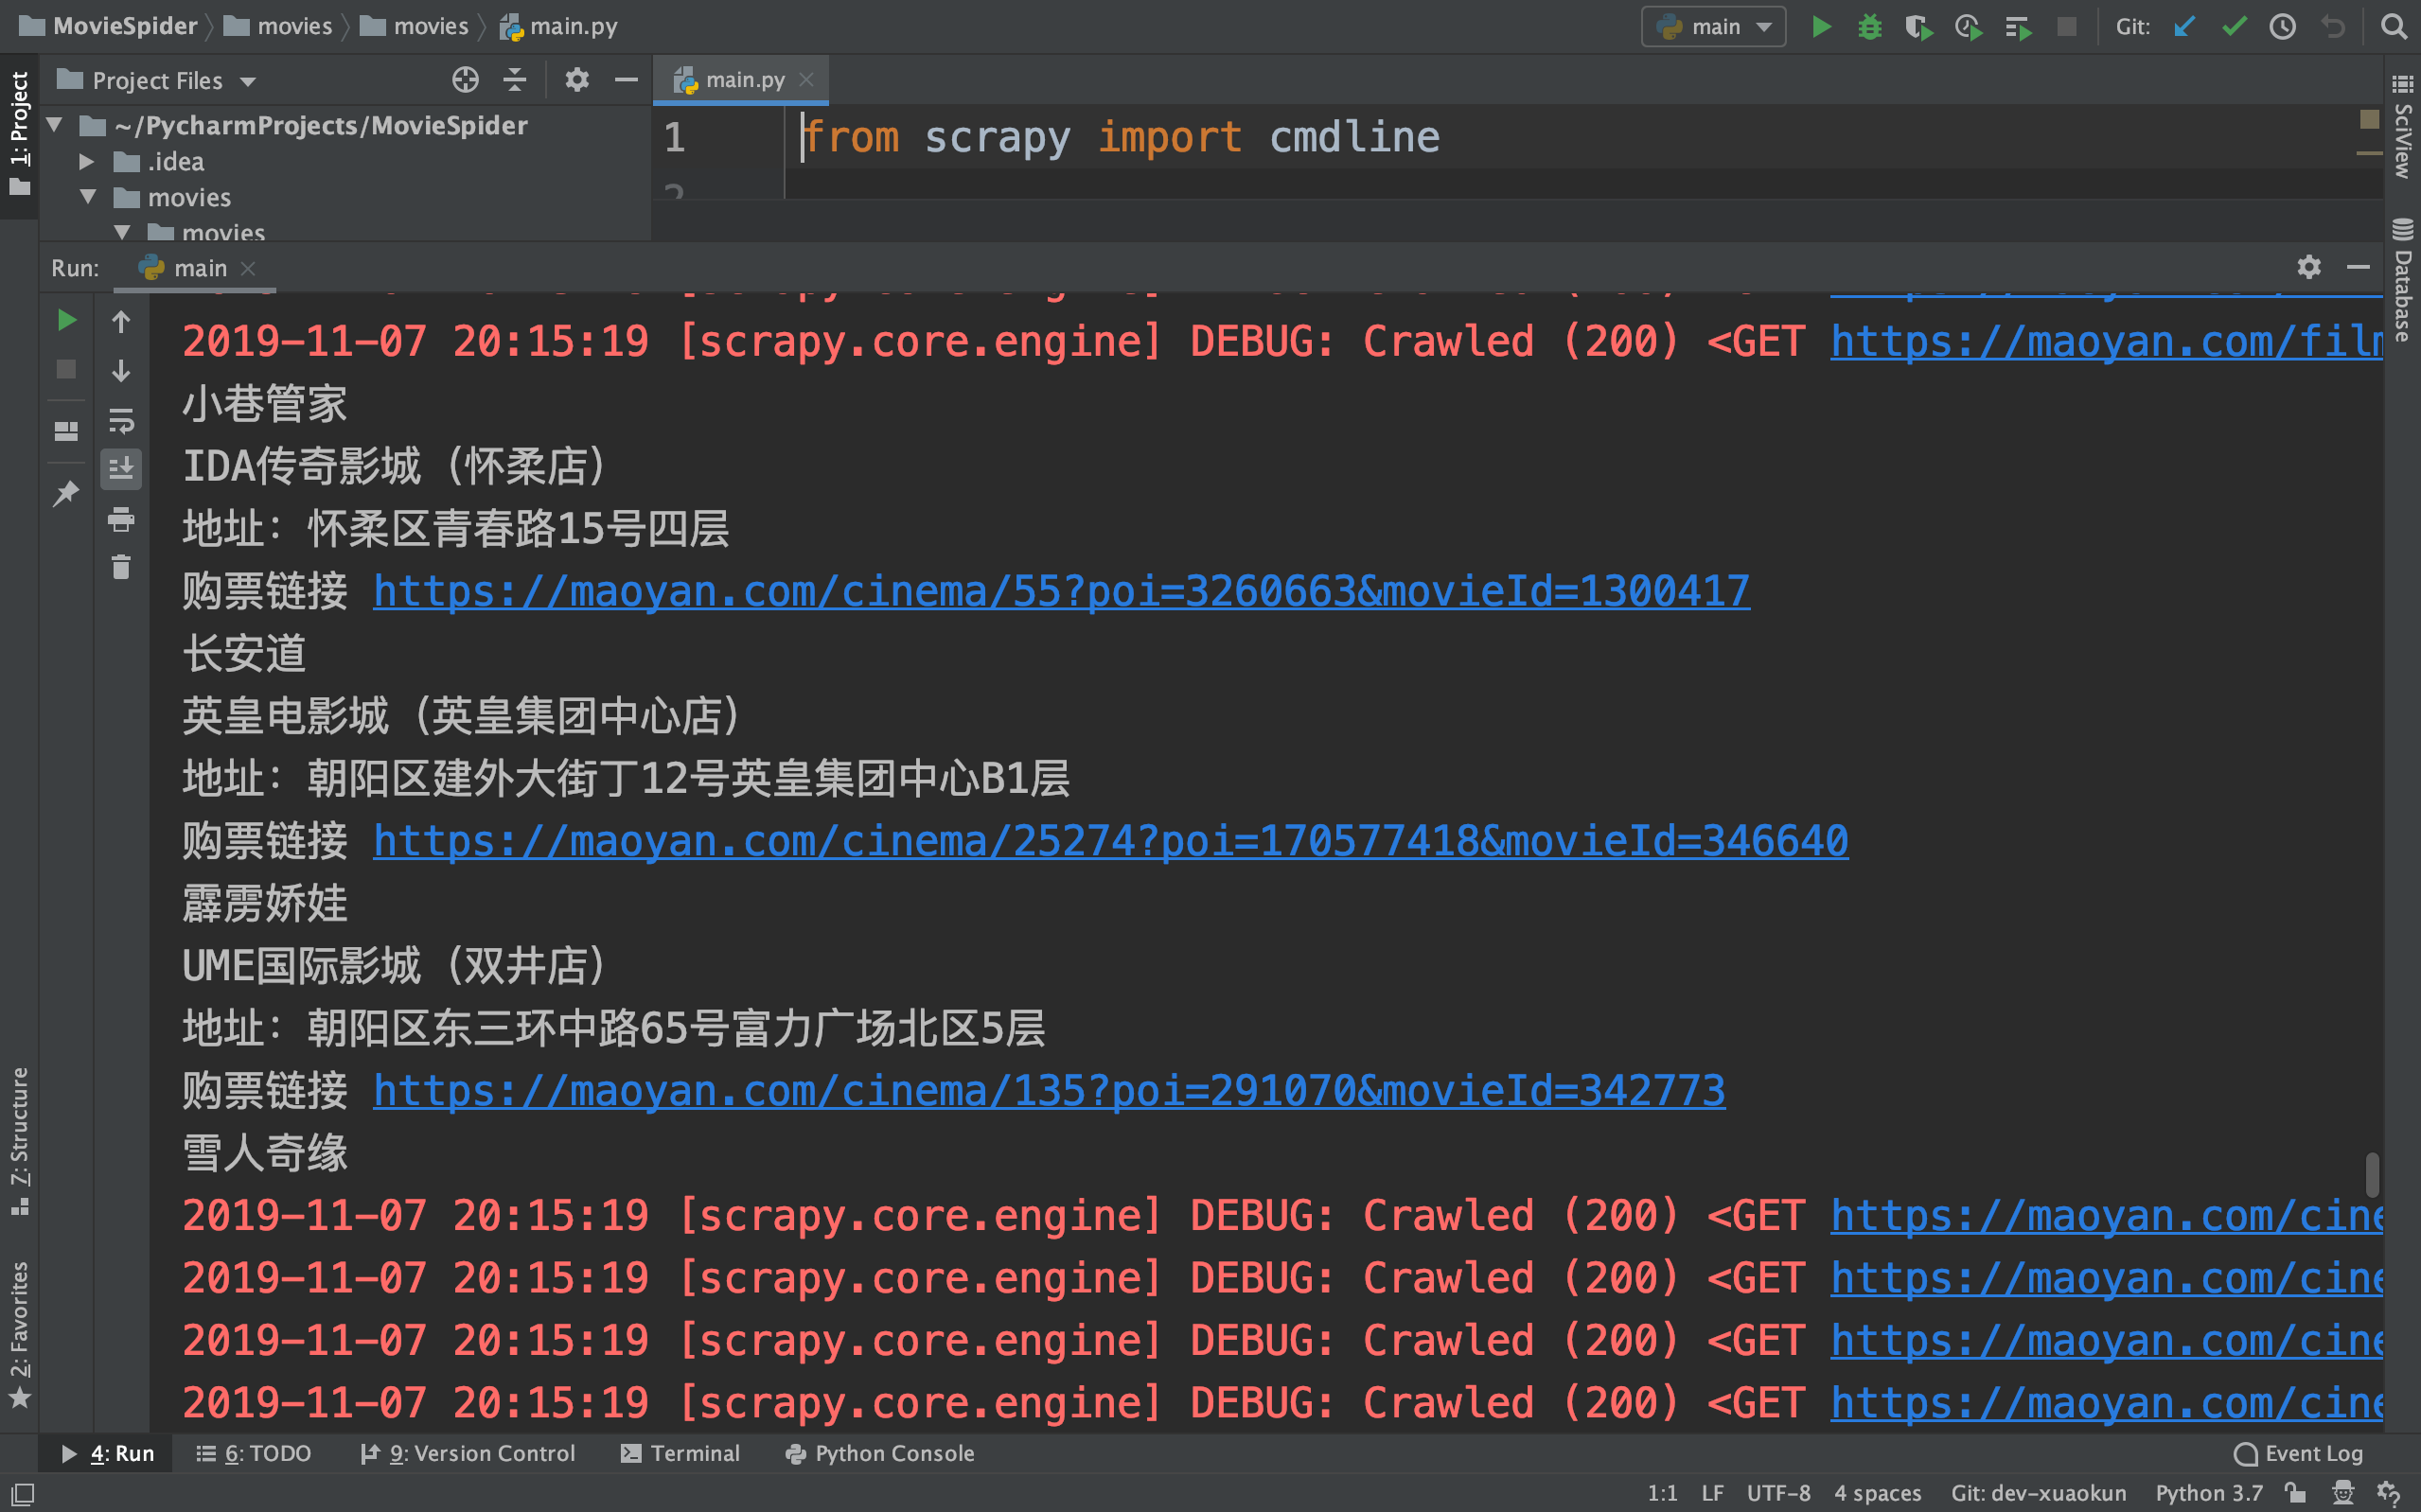 MovieSpider movies movies main.py main Git:
1: Project
Project Files
main.py
~/PycharmProjects/MovieSpider
.idea
movies
movies
1 from scrapy import cmdline
2
SciView
Database
Run: main
2019-11-07 20:15:19 [scrapy.core.engine] DEBUG: Crawled (200) <GET https://maoyan.com/film
小巷管家
IDA传奇影城（怀柔店）
地址：怀柔区青春路15号四层
购票链接 https://maoyan.com/cinema/55?poi=3260663&movieId=1300417
长安道
英皇电影城（英皇集团中心店）
地址：朝阳区建外大街丁12号英皇集团中心B1层
购票链接 https://maoyan.com/cinema/25274?poi=170577418&movieId=346640
霹雳娇娃
UME国际影城（双井店）
地址：朝阳区东三环中路65号富力广场北区5层
购票链接 https://maoyan.com/cinema/135?poi=291070&movieId=342773
雪人奇缘
2019-11-07 20:15:19 [scrapy.core.engine] DEBUG: Crawled (200) <GET https://maoyan.com/cine
2019-11-07 20:15:19 [scrapy.core.engine] DEBUG: Crawled (200) <GET https://maoyan.com/cine
2019-11-07 20:15:19 [scrapy.core.engine] DEBUG: Crawled (200) <GET https://maoyan.com/cine
2019-11-07 20:15:19 [scrapy.core.engine] DEBUG: Crawled (200) <GET https://maoyan.com/cine
7: Structure
2: Favorites
4: Run 6: TODO 9: Version Control Terminal Python Console Event Log
1:1 LF UTF-8 4 spaces Git: dev-xuaokun Python 3.7